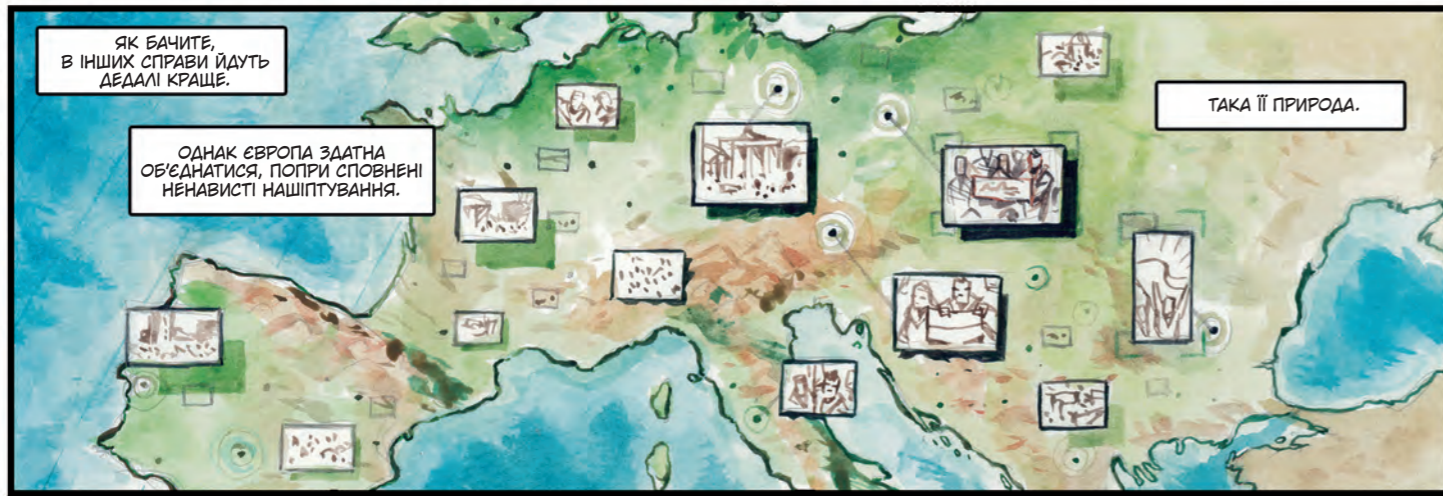 ЯК БАЧИТЕ,
В ІНШИХ СПРАВИ ЙДУТЬ
ДЕДАЛІ КРАЩЕ.
ОДНАК ЄВРОПА ЗДАТНА
ОБ'ЄДНАТИСЯ, ПОПРИ СПОВНЕНІ
НЕНАВИСТІ НАШІПТУВАННЯ.
ТАКА ЇЇ ПРИРОДА.